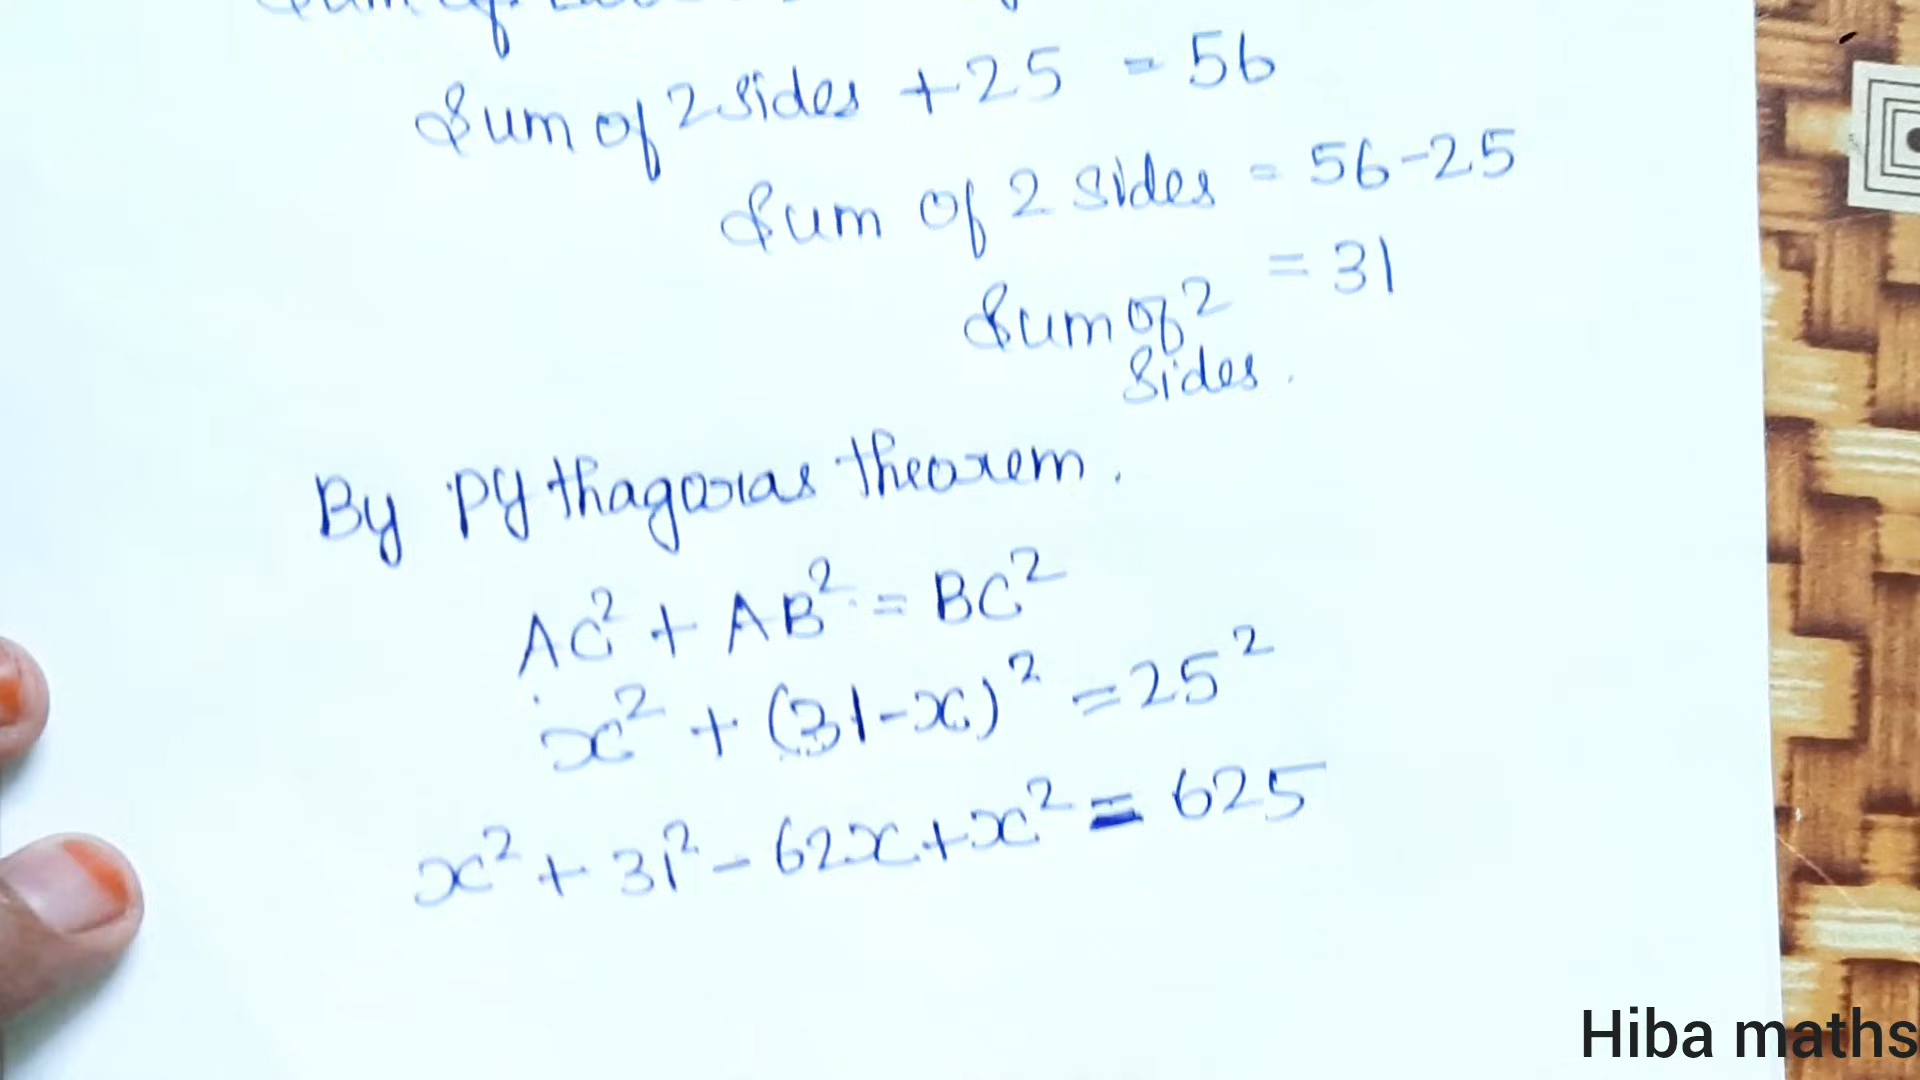 Sum of 2 sides + 25 = 56
Sum of 2 sides = 56-25
Sum of 2 = 31
sides.
By pythagoras theorem.
AC² + AB² = BC²
x² + (31-x)² = 25²
x² + 31² - 62x + x² = 625
Hiba maths